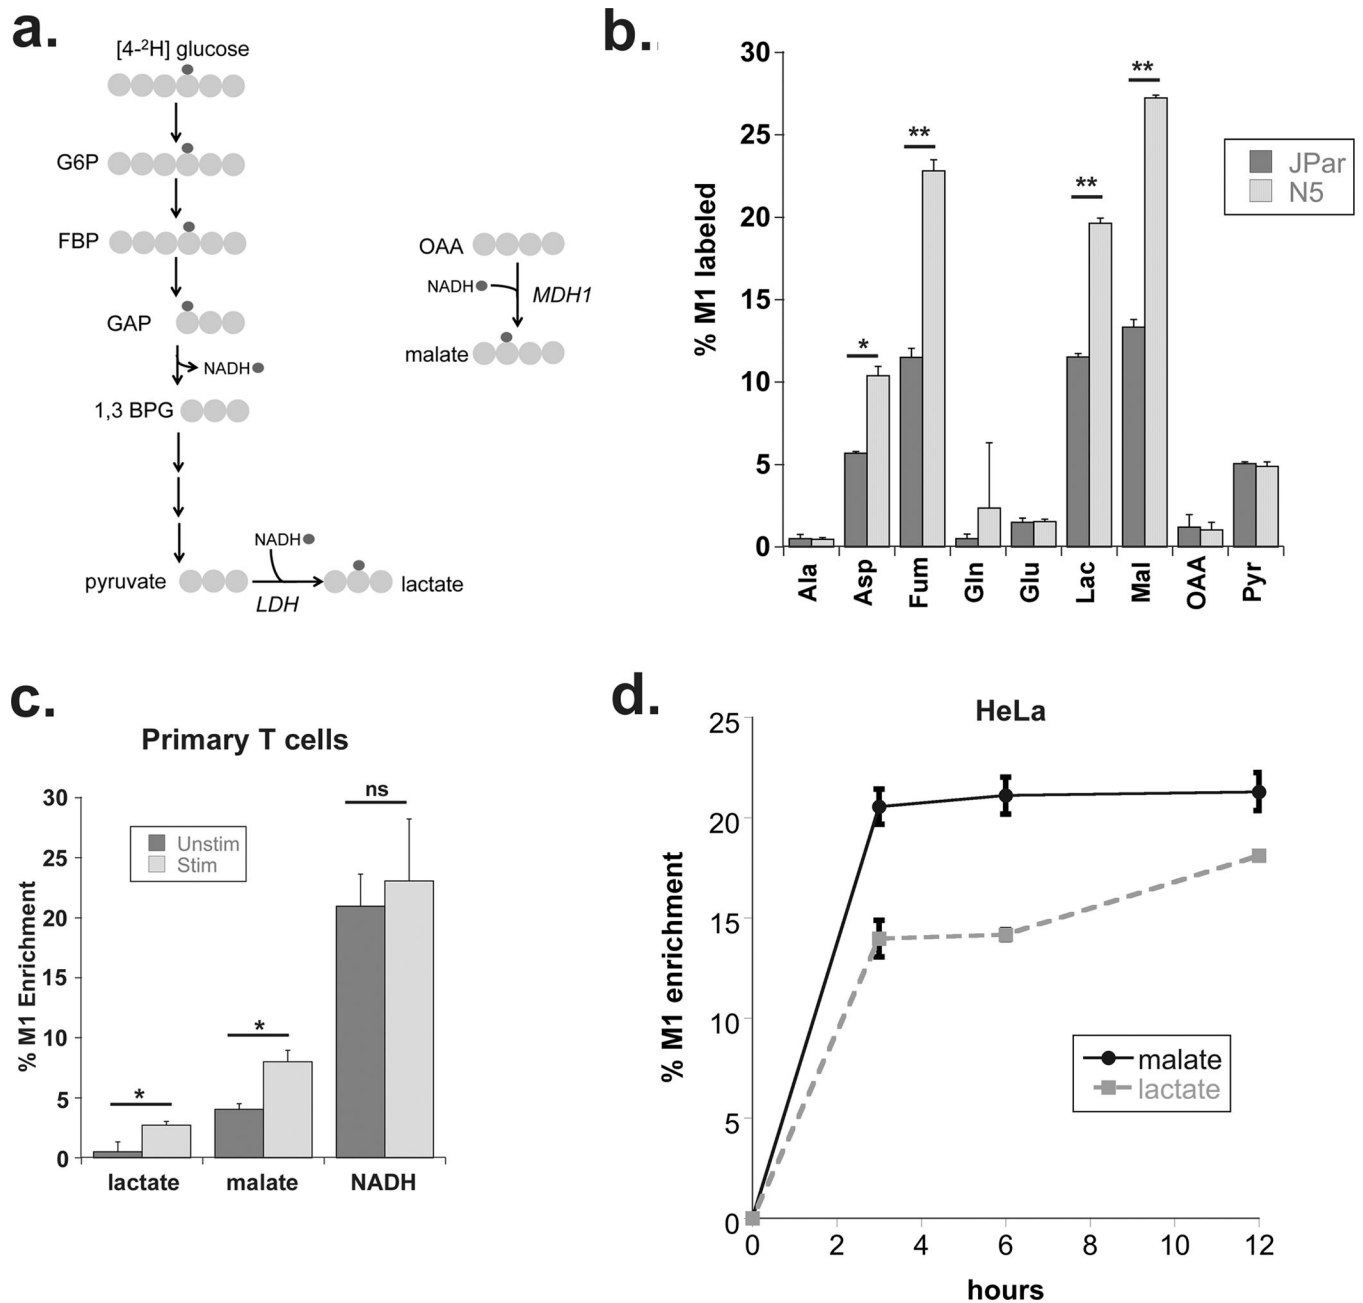 a.
[4-²H] glucose
G6P
FBP
GAP
NADH
1,3 BPG
NADH
pyruvate
LDH
lactate
OAA
NADH
MDH1
malate
b.
% M1 labeled
30
25
20
15
10
5
0
*
**
**
**
JPar
N5
Ala
Asp
Fum
Gln
Glu
Lac
Mal
OAA
Pyr
c.
Primary T cells
% M1 Enrichment
30
25
20
15
10
5
0
Unstim
Stim
*
*
ns
lactate
malate
NADH
d.
HeLa
% M1 enrichment
25
20
15
10
5
0
malate
lactate
0
2
4
6
8
10
12
hours